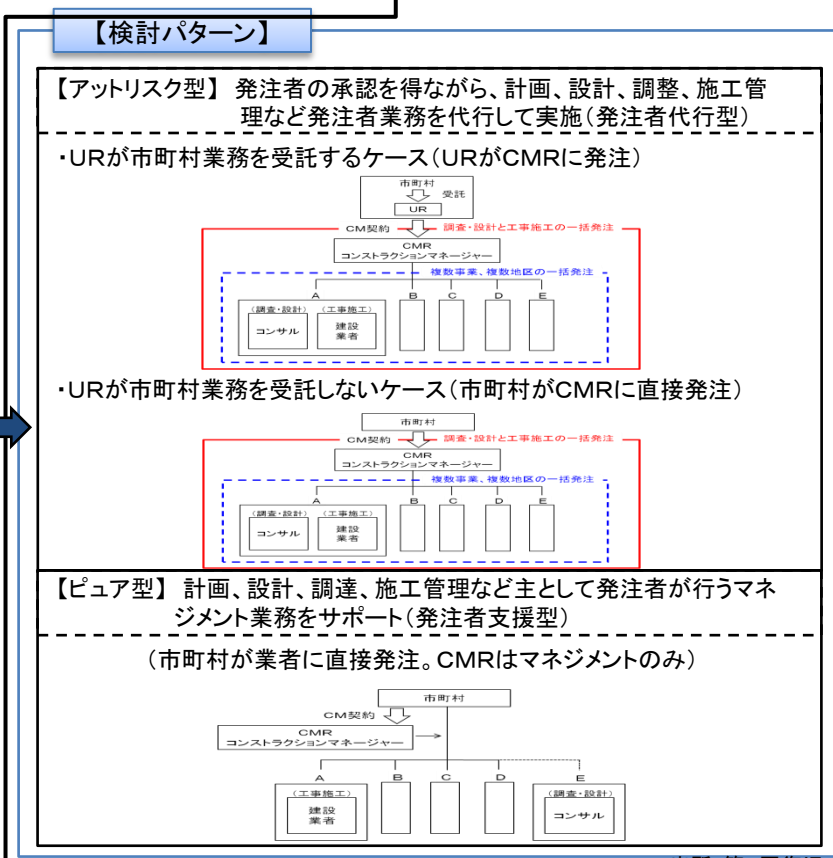 【検討パターン】
【アットリスク型】 発注者の承認を得ながら、計画、設計、調整、施工管
理など発注者業務を代行して実施(発注者代行型)
・URが市町村業務を受託するケース(URがCMRに発注)
市町村
受託
UR
CM契約 調査・設計と工事施工の一括発注
CMR
コンストラクションマネージャー
複数事業、複数地区の一括発注
A B C D E
(調査・設計) (工事施工)
コンサル 建設
業者
・URが市町村業務を受託しないケース(市町村がCMRに直接発注)
市町村
CM契約 調査・設計と工事施工の一括発注
CMR
コンストラクションマネージャー
複数事業、複数地区の一括発注
A B C D E
(調査・設計) (工事施工)
コンサル 建設
業者
【ピュア型】 計画、設計、調達、施工管理など主として発注者が行うマネ
ジメント業務をサポート(発注者支援型)
(市町村が業者に直接発注。CMRはマネジメントのみ)
市町村
CM契約
CMR
コンストラクションマネージャー
A B C D E
(工事施工) (調査・設計)
建設
業者 コンサル